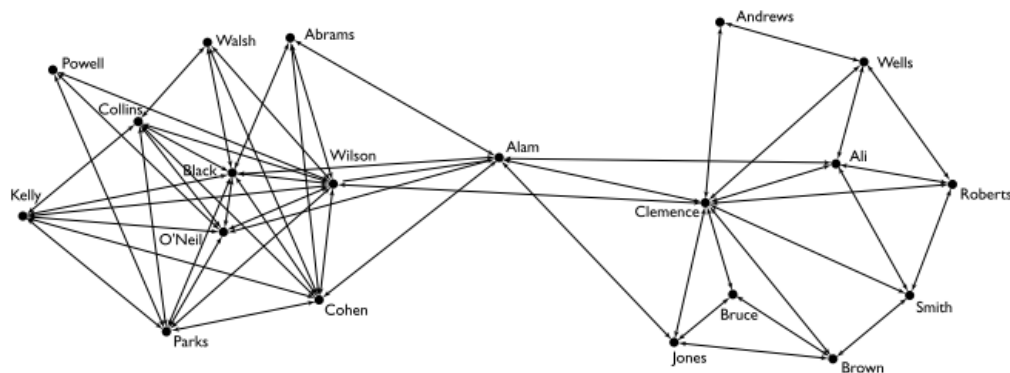 Andrews
Abrams
Walsh
Powell
Wells
Collins
Alam
Wilson
Ali
Black
Kelly
Roberts
Clemence
O'Neil
Cohen
Smith
Bruce
Parks
Jones
Brown